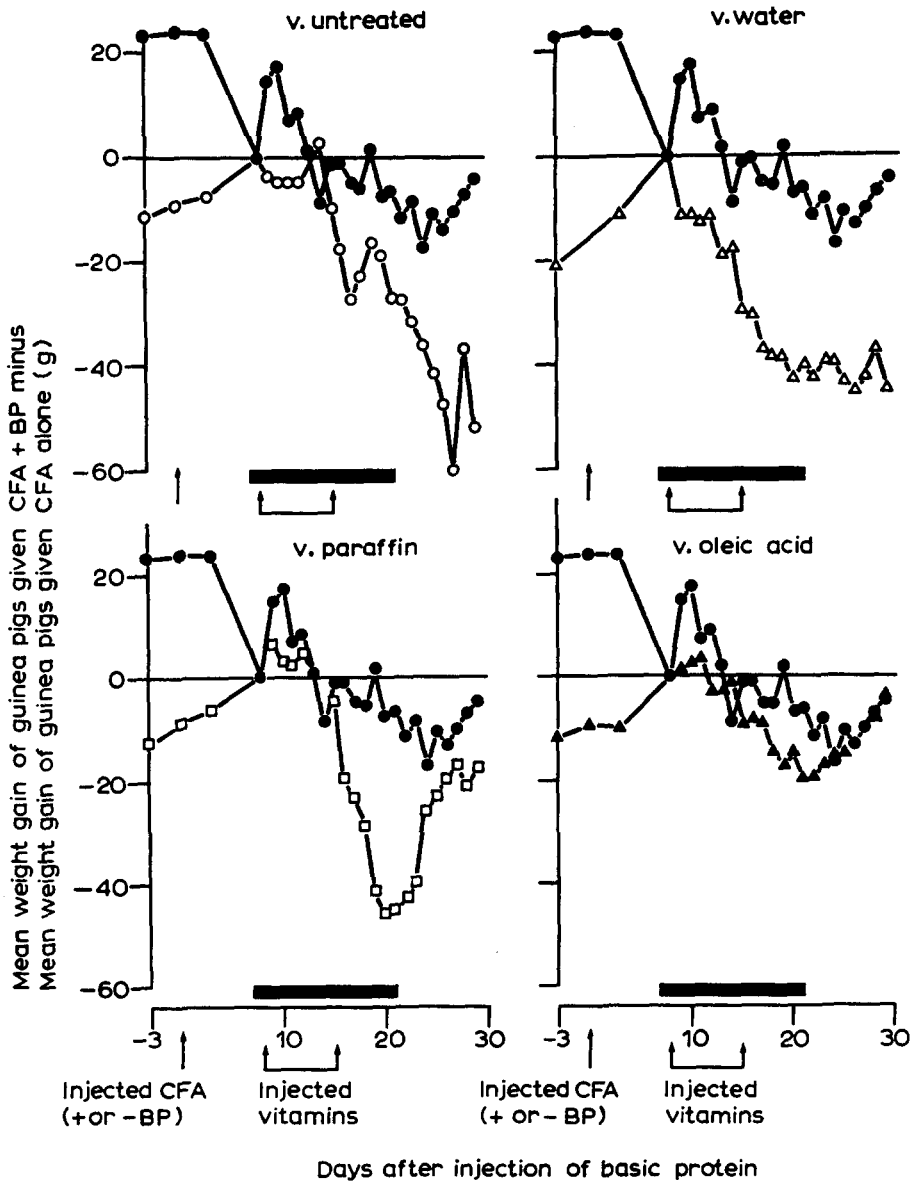 v. untreated
v. water
20
0
-20
-40
-60
v. paraffin
v. oleic acid
20
0
-20
-40
-60
Mean weight gain of guinea pigs given CFA + BP minus
Mean weight gain of guinea pigs given CFA alone (g)
-3 10 20 30
-3 10 20 30
Injected CFA
(+or -BP)
Injected
vitamins
Injected CFA
(+ or -BP)
Injected
vitamins
Days after injection of basic protein